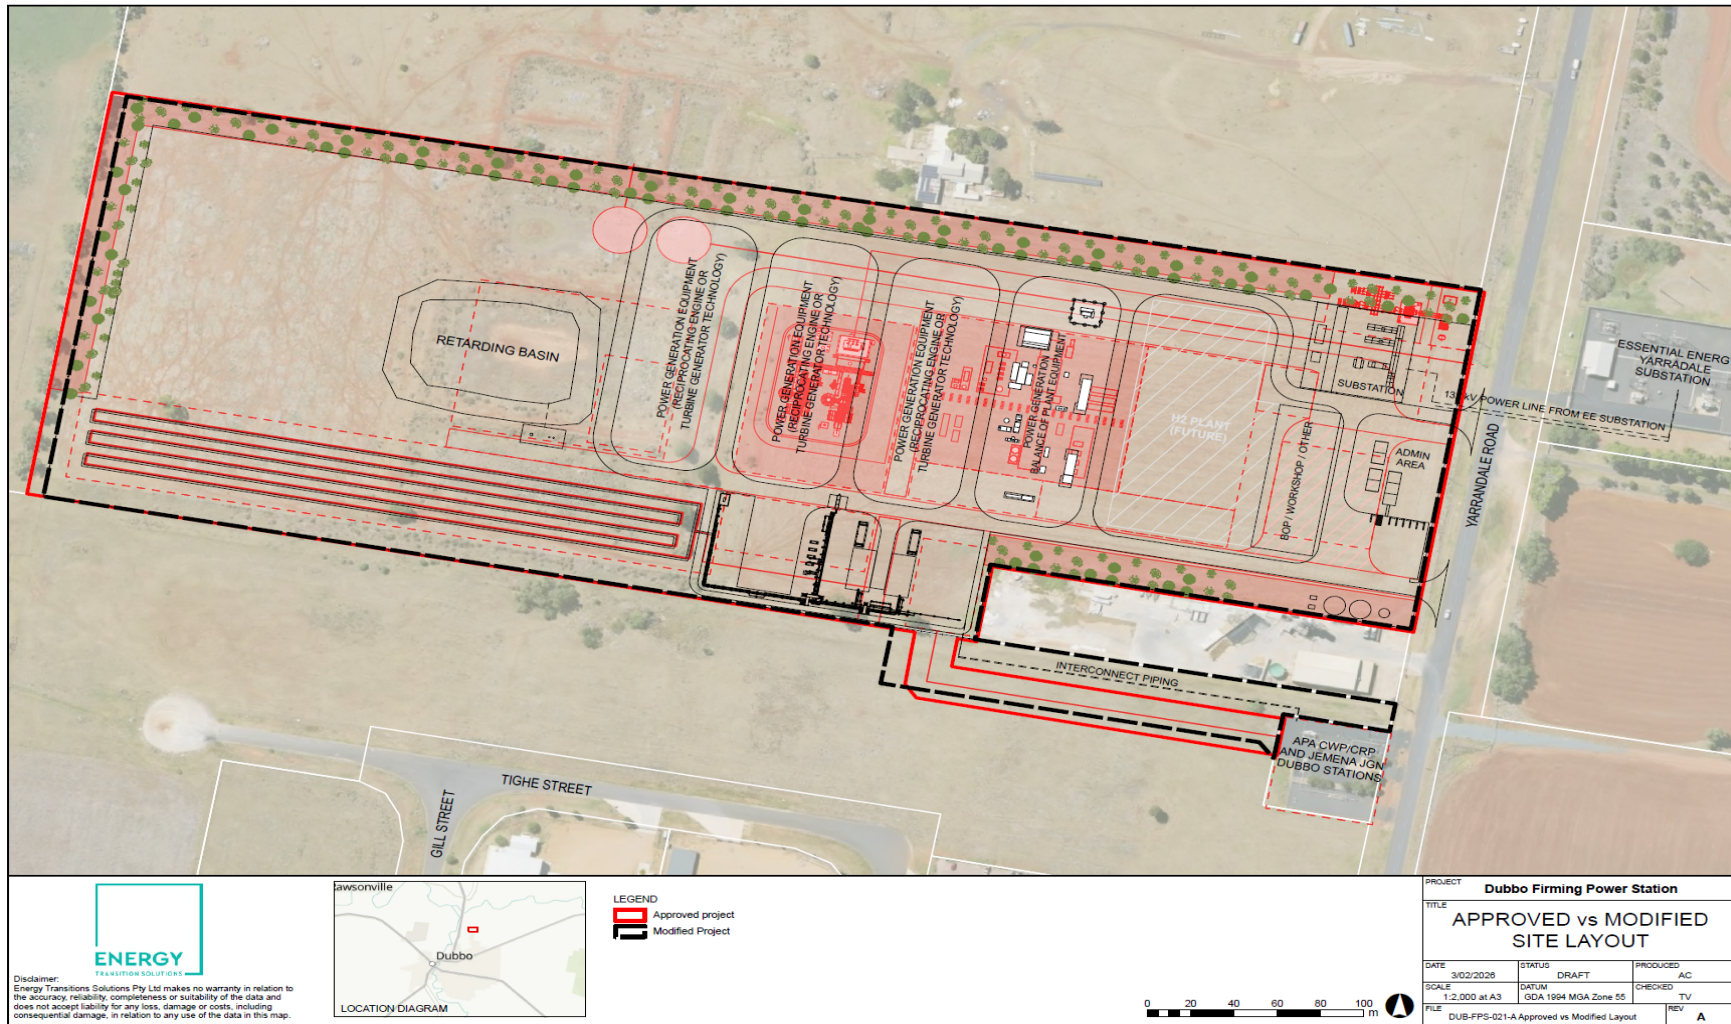 RETARDING BASIN
POWER GENERATION EQUIPMENT
(RECIPROCATING ENGINE OR
TURBINE GENERATOR TECHNOLOGY)
POWER GENERATION EQUIPMENT
(RECIPROCATING ENGINE OR
TURBINE GENERATOR TECHNOLOGY)
POWER GENERATION EQUIPMENT
(RECIPROCATING ENGINE OR
TURBINE GENERATOR TECHNOLOGY)
POWER GENERATION
BALANCE OF PLANT EQUIPMENT
H2 PLANT
(FUTURE)
BOP / WORKSHOP / OTHER
SUBSTATION
ADMIN
AREA
ESSENTIAL ENERGY
YARRADALE
SUBSTATION
kV POWER LINE FROM EE SUBSTATION
YARRANDALE ROAD
INTERCONNECT PIPING
APA CWP/CRP
AND JEMENA JGN
DUBBO STATIONS
TIGHE STREET
GILL STREET
ENERGY
TRANSITION SOLUTIONS
Disclaimer:
Energy Transitions Solutions Pty Ltd makes no warranty in relation to
the accuracy, reliability, completeness or suitability of the data and
does not accept liability for any loss, damage or costs, including
consequential damage, in relation to any use of the data in this map.
awsonville
Dubbo
LOCATION DIAGRAM
LEGEND
Approved project
Modified Project
0 20 40 60 80 100
m
PROJECT
Dubbo Firming Power Station
TITLE
APPROVED vs MODIFIED
SITE LAYOUT
DATE
3/02/2026
STATUS
DRAFT
PRODUCED
AC
SCALE
1:2,000 at A3
DATUM
GDA 1994 MGA Zone 55
CHECKED
TV
FILE
DUB-FPS-021-A Approved vs Modified Layout
REV
A